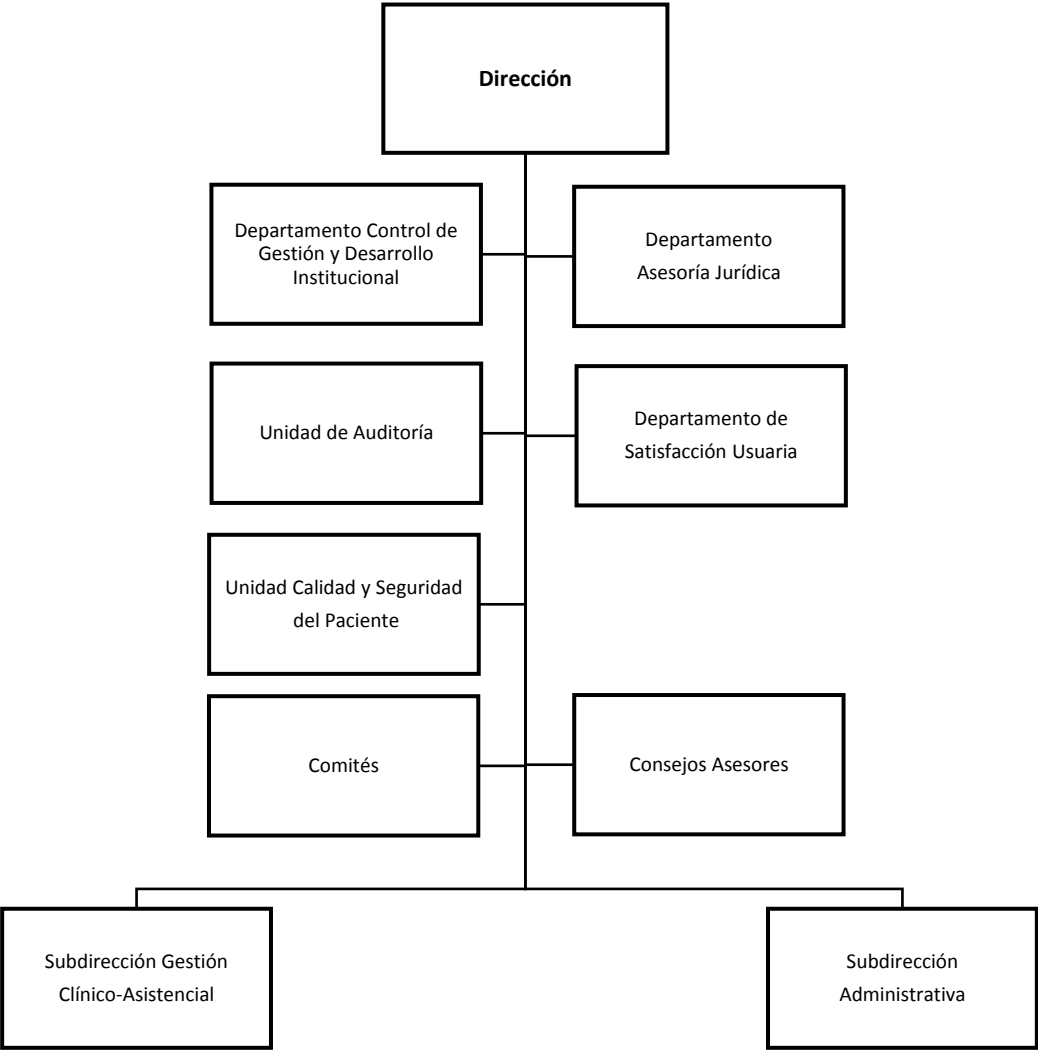 Dirección
Departamento Control de
Gestión y Desarrollo
Institucional
Departamento
Asesoría Jurídica
Unidad de Auditoría
Departamento de
Satisfacción Usuaria
Unidad Calidad y Seguridad
del Paciente
Comités
Consejos Asesores
Subdirección Gestión
Clínico-Asistencial
Subdirección
Administrativa